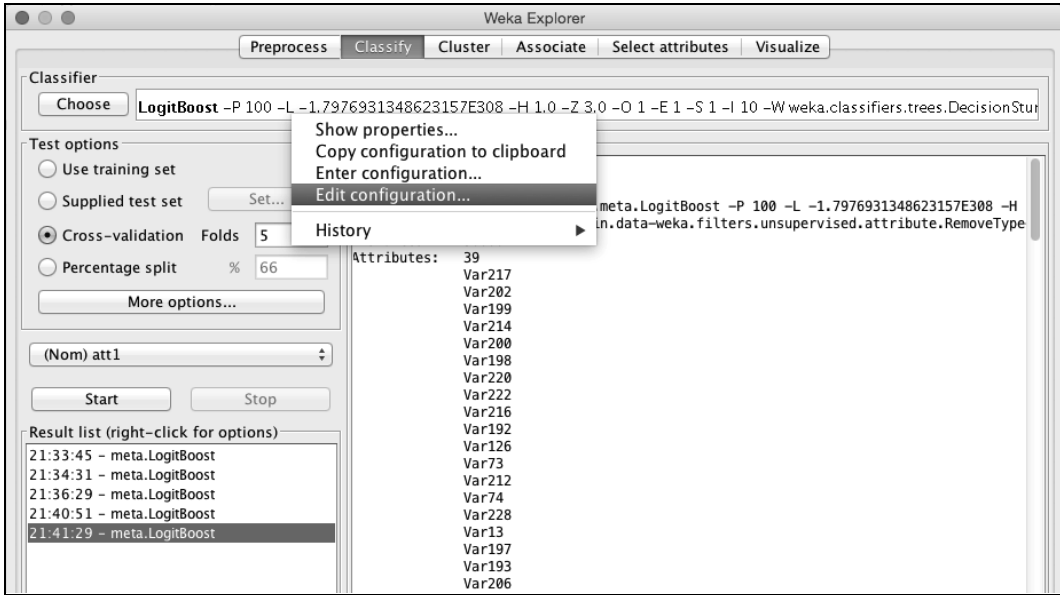 Weka Explorer
Preprocess Classify Cluster Associate Select attributes Visualize
Classifier
Choose LogitBoost -P 100 -L -1.7976931348623157E308 -H 1.0 -Z 3.0 -O 1 -E 1 -S 1 -I 10 -W weka.classifiers.trees.DecisionStur
Show properties...
Copy configuration to clipboard
Enter configuration...
Edit configuration...
History
Test options
Use training set
Supplied test set Set...
Cross-validation Folds 5
Percentage split % 66
More options...
(Nom) att1
Start Stop
Result list (right-click for options)
21:33:45 - meta.LogitBoost
21:34:31 - meta.LogitBoost
21:36:29 - meta.LogitBoost
21:40:51 - meta.LogitBoost
21:41:29 - meta.LogitBoost
meta.LogitBoost -P 100 -L -1.7976931348623157E308 -H
in.data-weka.filters.unsupervised.attribute.RemoveType
Attributes: 39
Var217
Var202
Var199
Var214
Var200
Var198
Var220
Var222
Var216
Var192
Var126
Var73
Var212
Var74
Var228
Var13
Var197
Var193
Var206